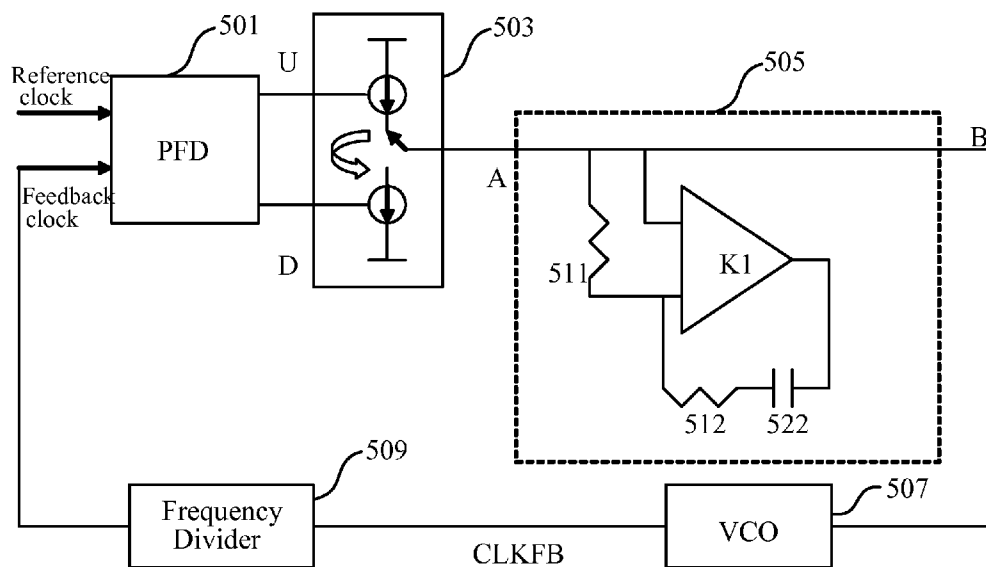 501
503
U
505
Reference
clock
PFD
B
A
Feedback
clock
K1
511
D
512
522
509
507
Frequency
Divider
VCO
CLKFB